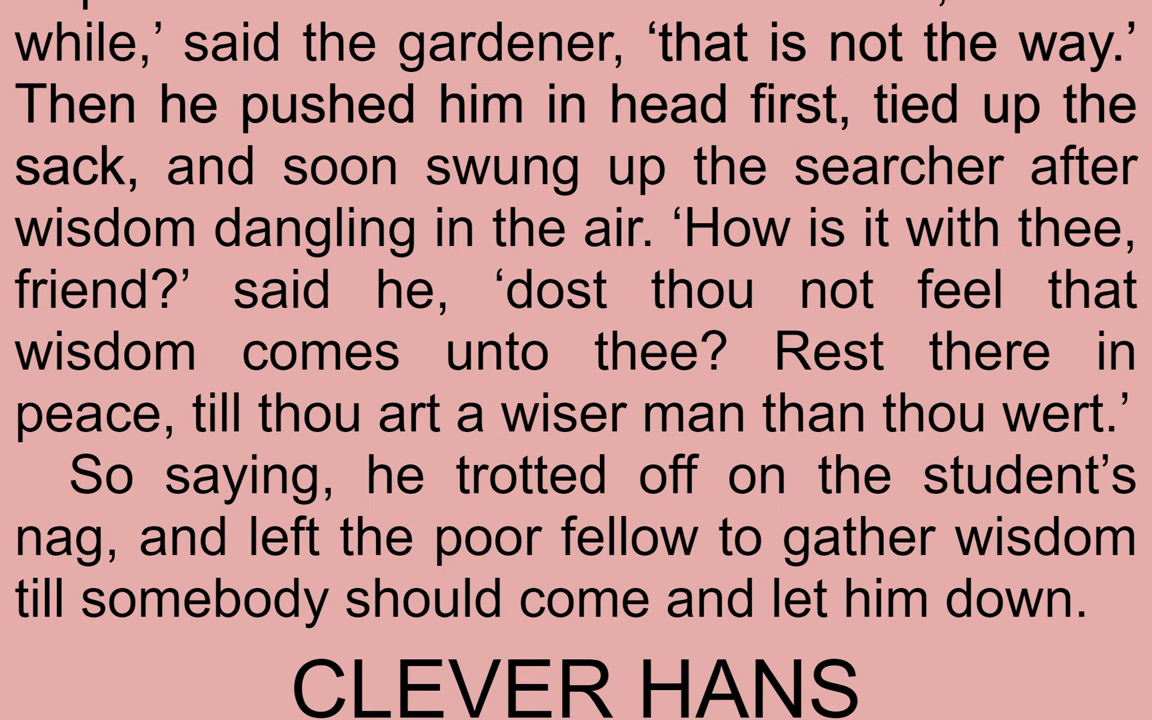 while,’ said the gardener, ‘that is not the way.’
Then he pushed him in head first, tied up the
sack, and soon swung up the searcher after
wisdom dangling in the air. ‘How is it with thee,
friend?’ said he, ‘dost thou not feel that
wisdom comes unto thee? Rest there in
peace, till thou art a wiser man than thou wert.’
So saying, he trotted off on the student’s
nag, and left the poor fellow to gather wisdom
till somebody should come and let him down.
CLEVER HANS